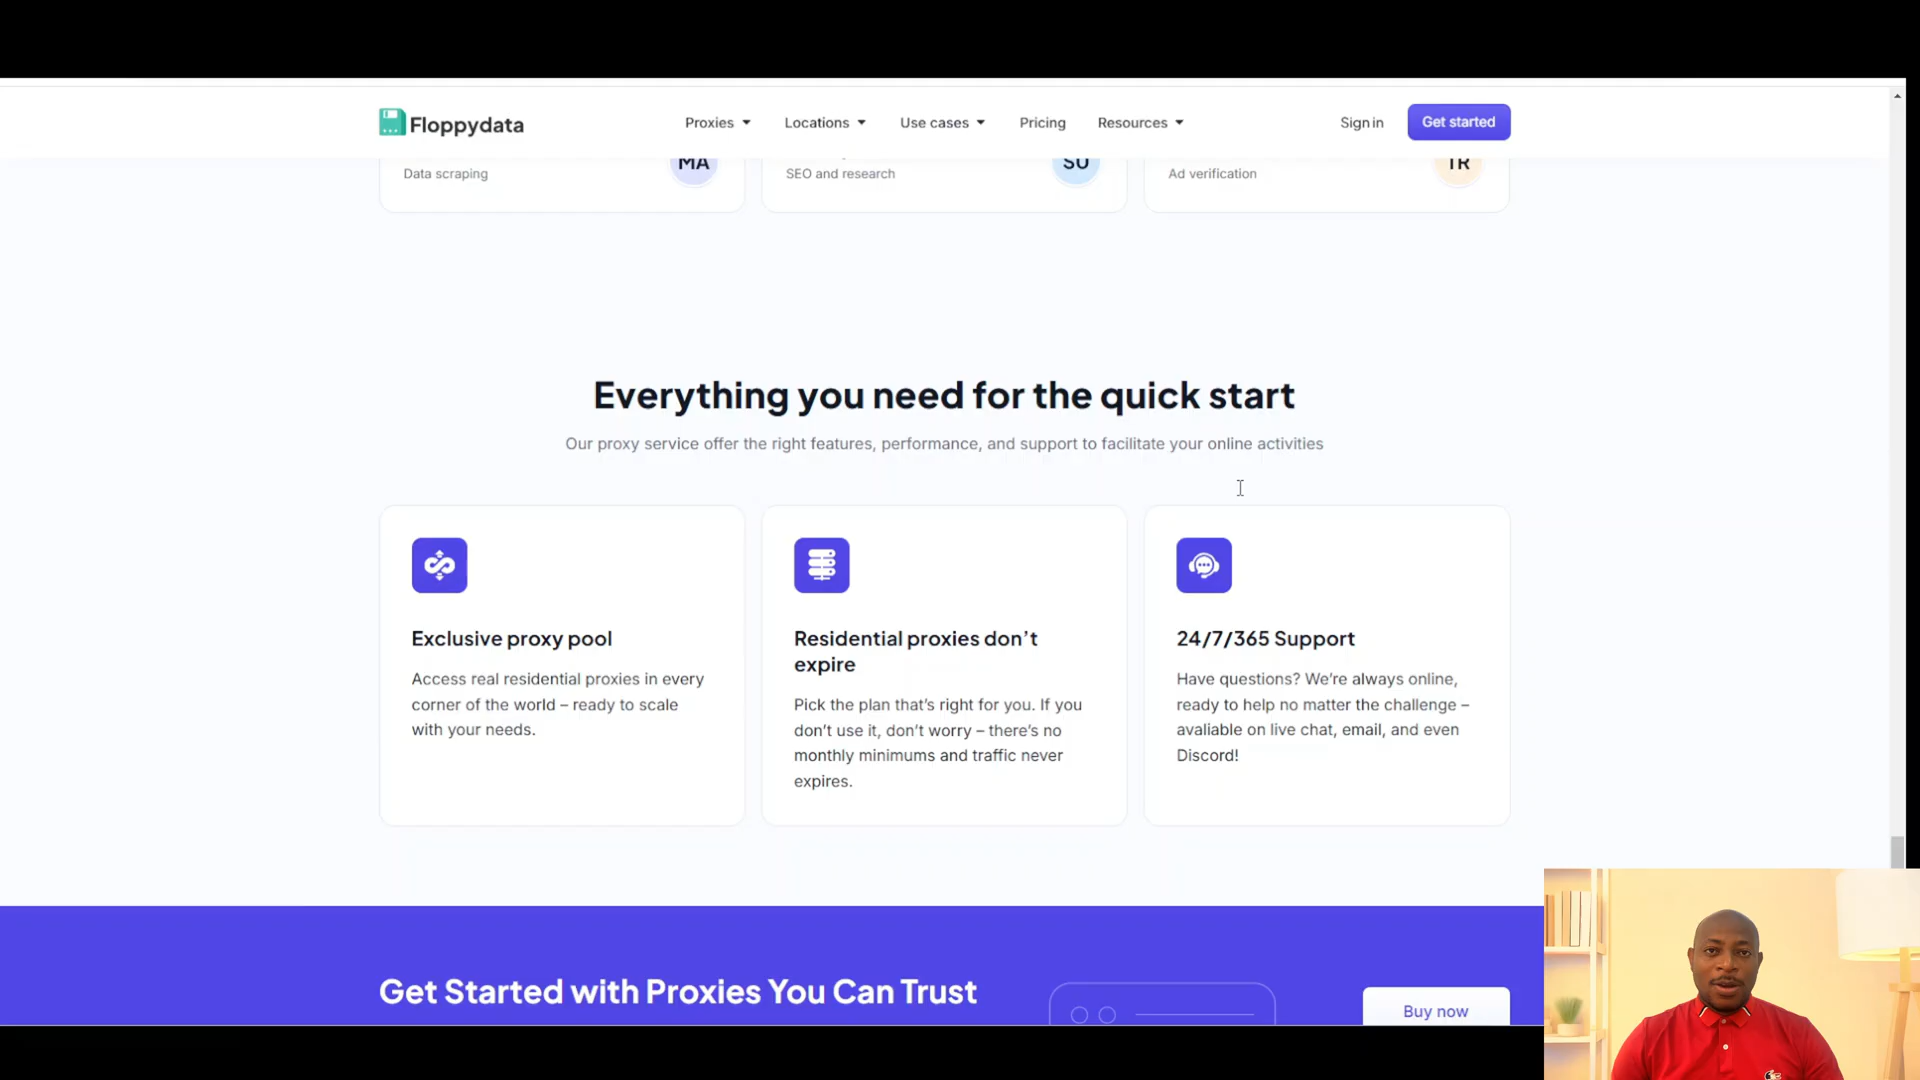 Floppydata
Proxies
Locations
Use cases
Pricing
Resources
Sign in
Get started
Data scraping
MA
SEO and research
SU
Ad verification
TR
Everything you need for the quick start
Our proxy service offer the right features, performance, and support to facilitate your online activities
Exclusive proxy pool
Access real residential proxies in every
corner of the world – ready to scale
with your needs.
Residential proxies don’t
expire
Pick the plan that’s right for you. If you
don’t use it, don’t worry – there’s no
monthly minimums and traffic never
expires.
24/7/365 Support
Have questions? We’re always online,
ready to help no matter the challenge –
avaliable on live chat, email, and even
Discord!
Get Started with Proxies You Can Trust
Buy now